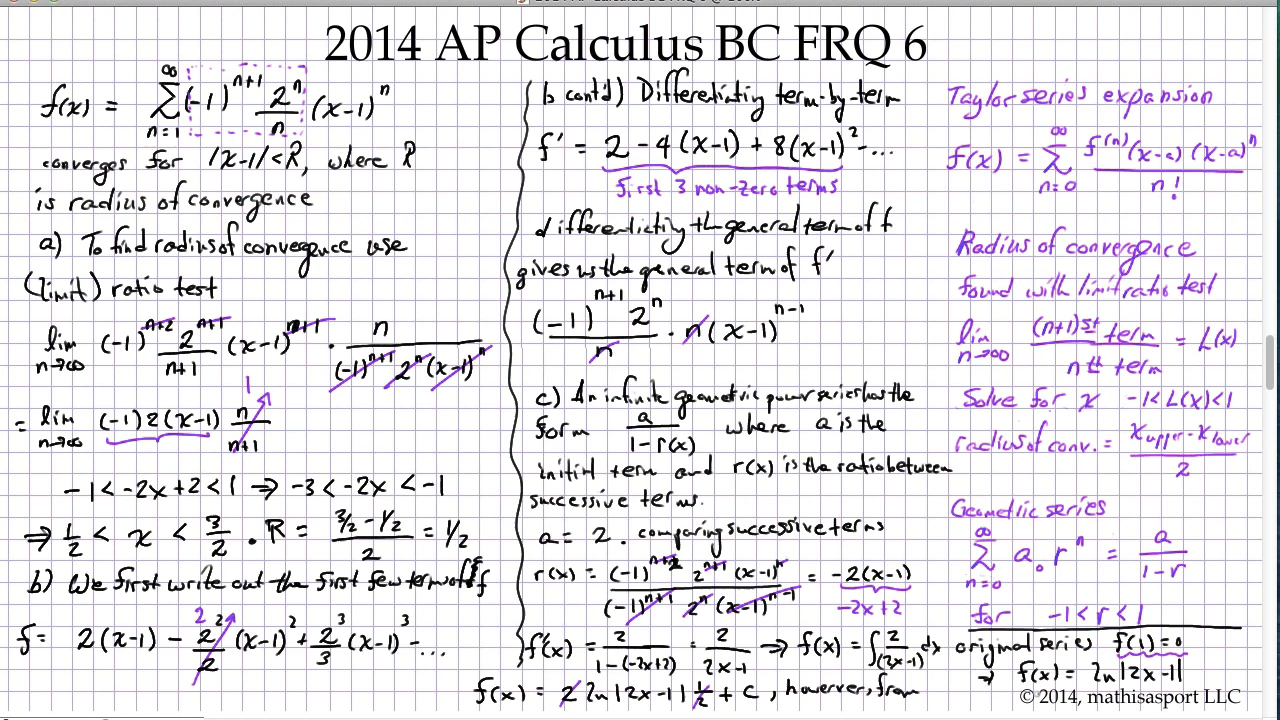 2014 AP Calculus BC FRQ 6
f(x) = ∞ Σ n=1 (-1)^(n+1) 2^n/n (x-1)^n
converges for |x-1|<R, where R
is radius of convergence
a) To find radius of convergence use
(limit) ratio test
lim n→∞ (-1)^(n+2) 2^(n+1)/(n+1) (x-1)^(n+1) · n/((-1)^(n+1) 2^n (x-1)^n)
= lim n→∞ (-1)2(x-1) n/(n+1) 1
-1 < -2x+2 < 1 ⇒ -3 < -2x < -1
⇒ 1/2 < x < 3/2 . R = (3/2 - 1/2)/2 = 1/2
b) We first write out the first few terms of f
f = 2(x-1) - 2^2/2 (x-1)^2 + 2^3/3 (x-1)^3 - ...
2
(b cont'd) Differentiating term-by-term
f' = 2 - 4(x-1) + 8(x-1)^2 - ...
first 3 non-zero terms
differentiating the general term of f
gives us the general term of f'
(-1)^(n+1) 2^n/n · n(x-1)^(n-1)
c) An infinite geometric power series has the
form a/(1-r(x)) where a is the
initial term and r(x) is the ratio between
successive terms.
a = 2 . comparing successive terms
r(x) = (-1)^(n+2) 2^(n+1) (x-1)^n/((-1)^(n+1) 2^n (x-1)^(n-1)) = -2(x-1)
-2x+2
f'(x) = 2/(1-(-2x+2)) = 2/(2x-1) ⇒ f(x) = ∫ 2/(2x-1) dx
f(x) = 2 ln|2x-1| 1/2 + C, however, from
Taylor series expansion
f(x) = ∞ Σ n=0 f^(n)(x-a) (x-a)^n/n!
Radius of convergence
found with limit ratio test
lim n→∞ (n+1)st term/nth term = L(x)
Solve for x -1<L(x)<1
radius of conv. = (x upper - x lower)/2
Geometric series
∞ Σ n=0 a₀ r^n = a/(1-r)
for -1<r<1
original series f(1)=0
⇒ f(x) = ln|2x-1|
© 2014, mathisasport LLC